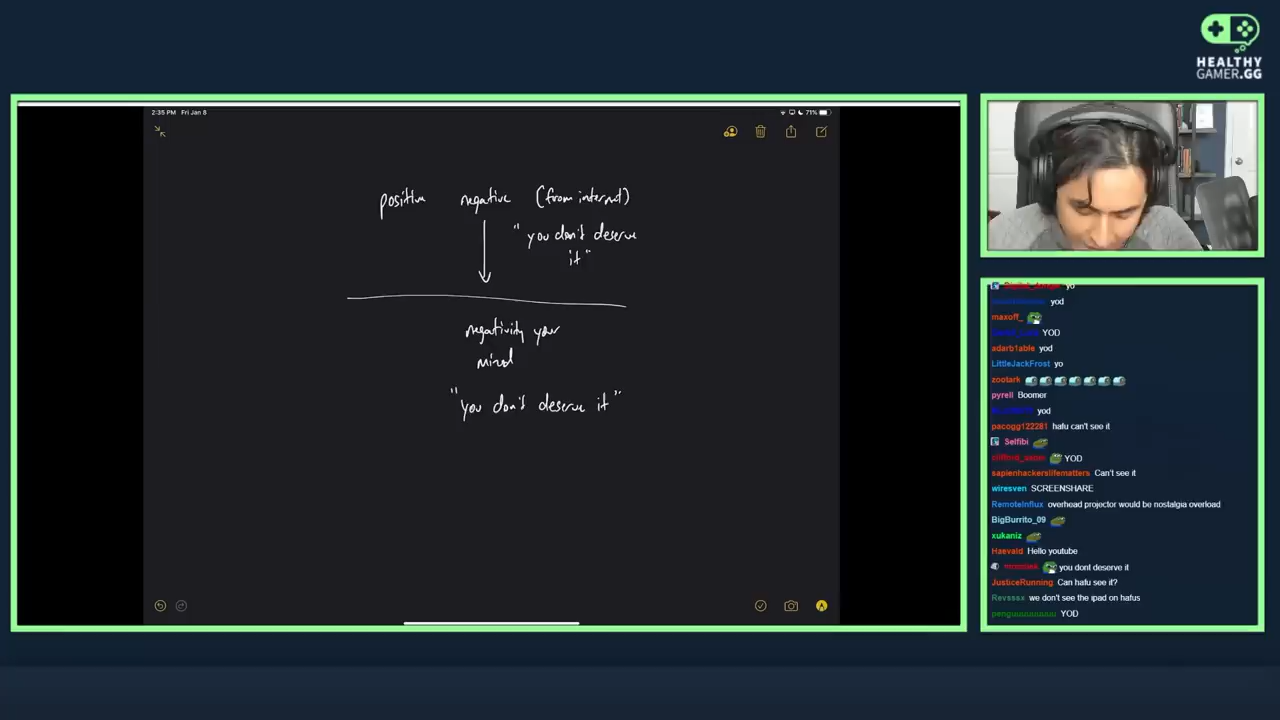 HEALTHY
GAMER.GG
2:35 PM Fri Jan 8
71%
positive negative (from internet)
"you don't deserve
it"
negativity your
mind
"you don't deserve it"
yo
yod
maxoff_
YOD
adarb1able yod
LittleJackFrost yo
zootark
pyrell Boomer
yod
pacogg122281 hafu can't see it
Selfibi
YOD
sapienhackerslifematters Can't see it
wiresven SCREENSHARE
RemoteInflux overhead projector would be nostalgia overload
BigBurrito_09
xukaniz
Haevald Hello youtube
you dont deserve it
JusticeRunning Can hafu see it?
Revsssx we don't see the ipad on hafus
YOD